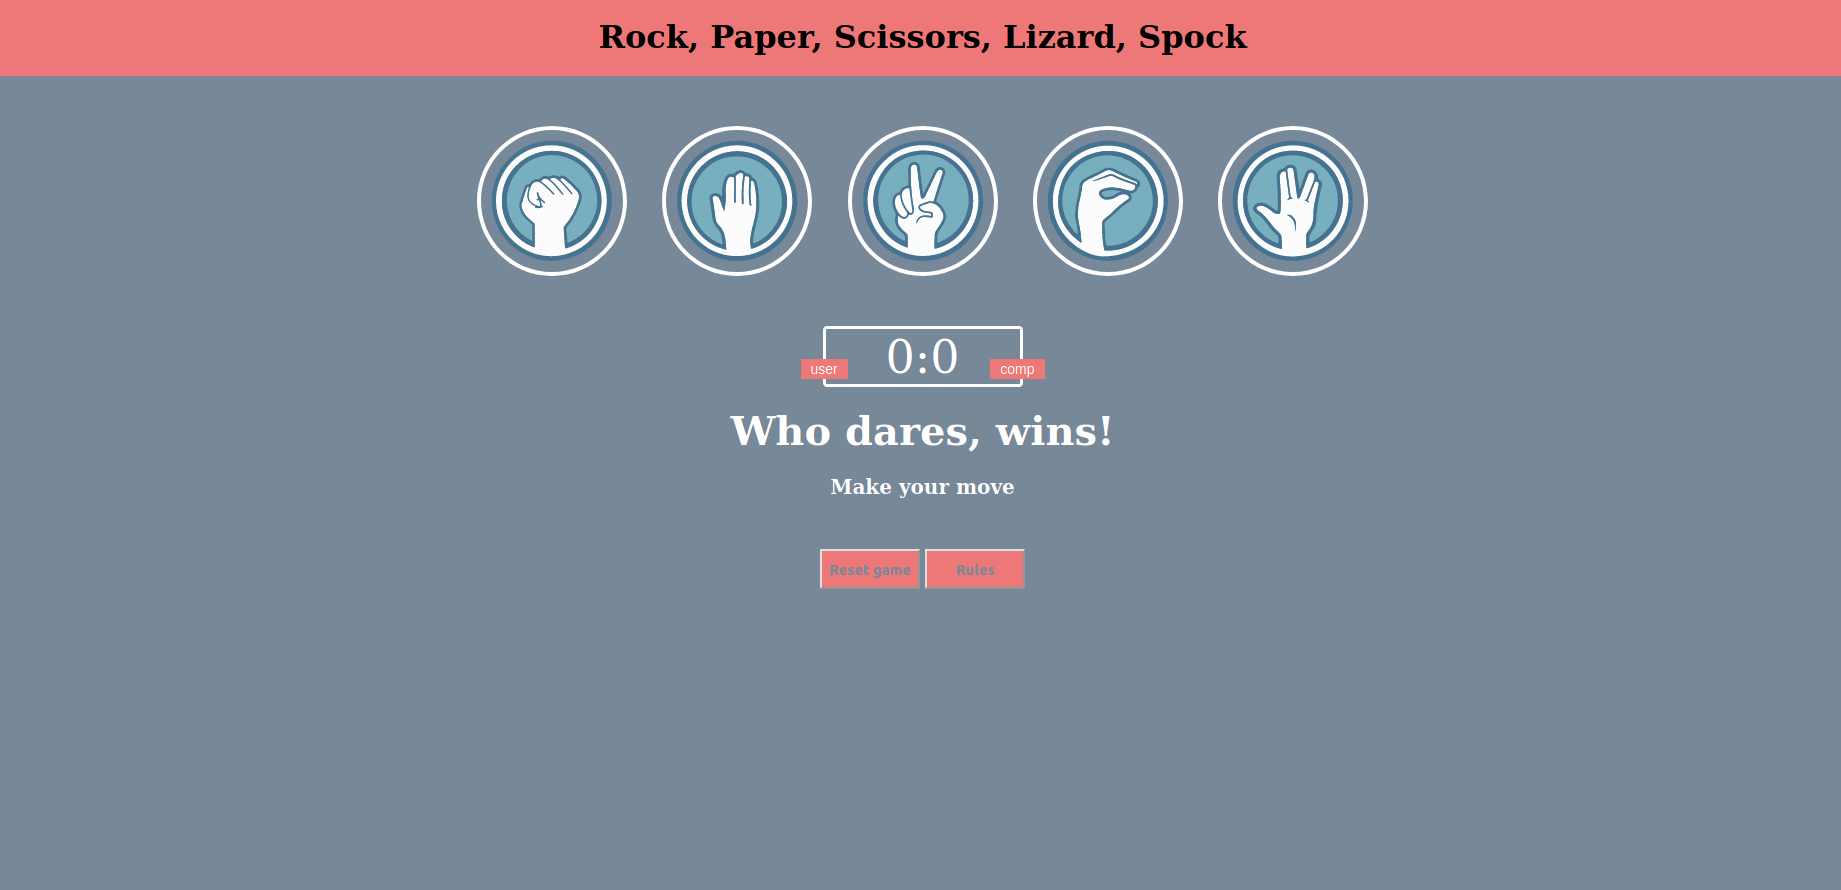 Rock, Paper, Scissors, Lizard, Spock
0:0
user
comp
Who dares, wins!
Make your move
Reset game
Rules